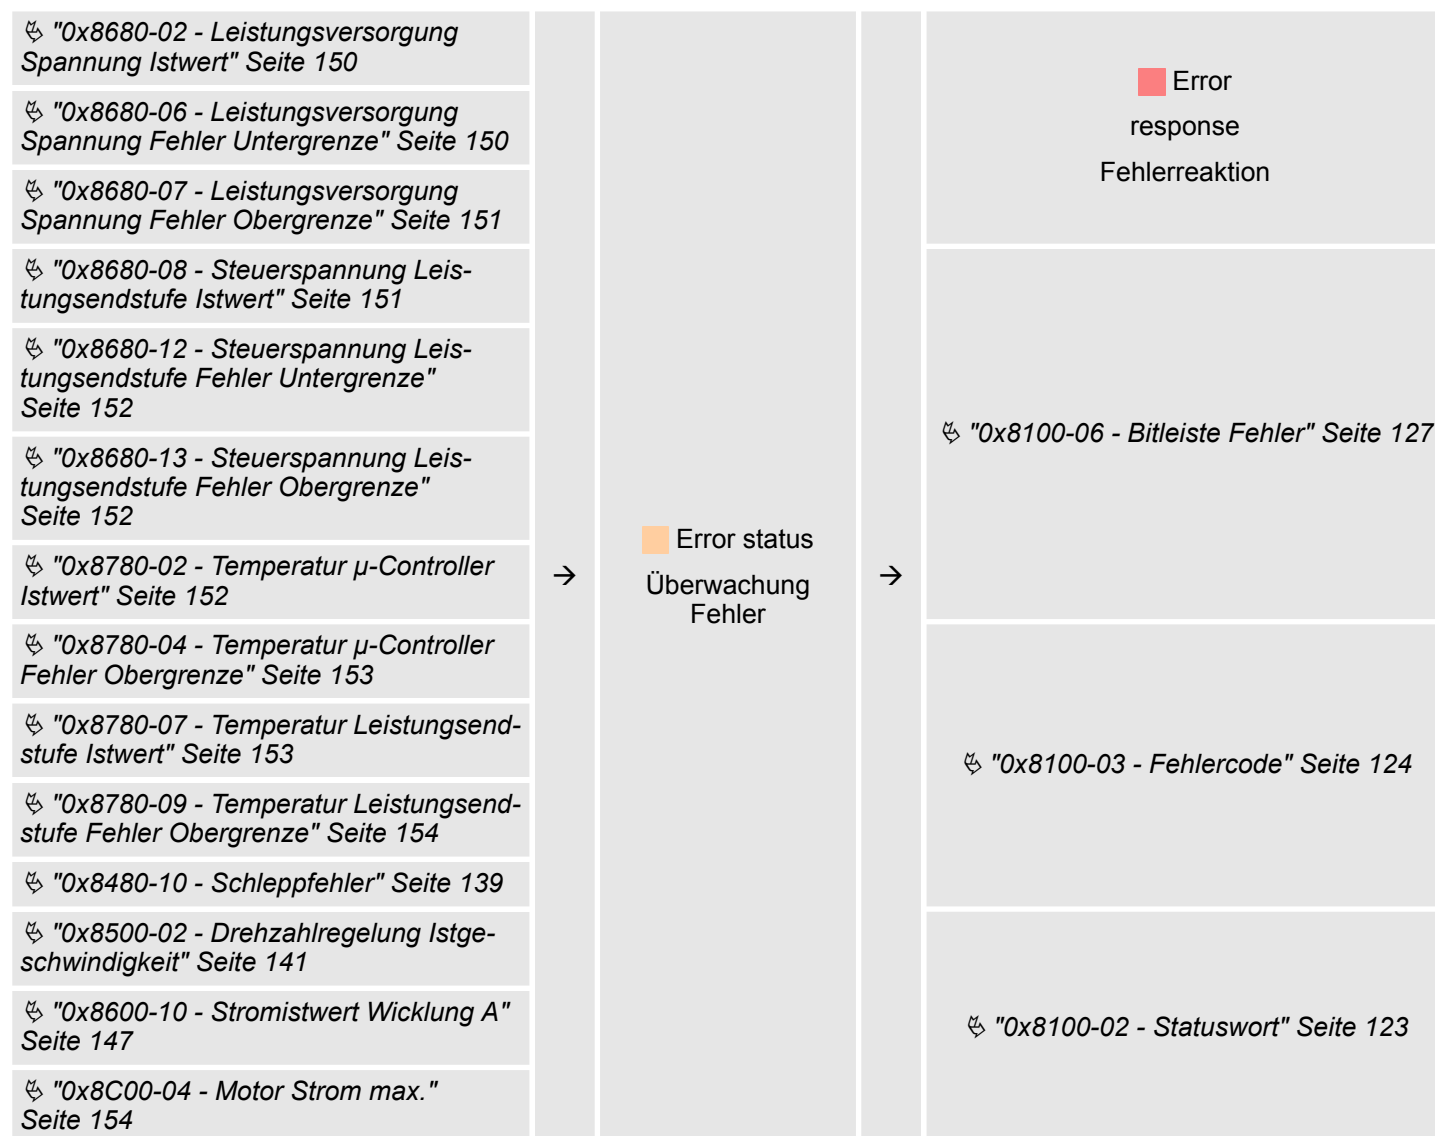 "0x8680-02 - Leistungsversorgung
Spannung Istwert" Seite 150
"0x8680-06 - Leistungsversorgung
Spannung Fehler Untergrenze" Seite 150
"0x8680-07 - Leistungsversorgung
Spannung Fehler Obergrenze" Seite 151
"0x8680-08 - Steuerspannung Leis-
tungsendstufe Istwert" Seite 151
"0x8680-12 - Steuerspannung Leis-
tungsendstufe Fehler Untergrenze"
Seite 152
"0x8680-13 - Steuerspannung Leis-
tungsendstufe Fehler Obergrenze"
Seite 152
"0x8780-02 - Temperatur µ-Controller
Istwert" Seite 152
"0x8780-04 - Temperatur µ-Controller
Fehler Obergrenze" Seite 153
"0x8780-07 - Temperatur Leistungsend-
stufe Istwert" Seite 153
"0x8780-09 - Temperatur Leistungsend-
stufe Fehler Obergrenze" Seite 154
"0x8480-10 - Schleppfehler" Seite 139
"0x8500-02 - Drehzahlregelung Istge-
schwindigkeit" Seite 141
"0x8600-10 - Stromistwert Wicklung A"
Seite 147
"0x8C00-04 - Motor Strom max."
Seite 154
→
Error status
Überwachung
Fehler
→
Error
response
Fehlerreaktion
"0x8100-06 - Bitleiste Fehler" Seite 127
"0x8100-03 - Fehlercode" Seite 124
"0x8100-02 - Statuswort" Seite 123